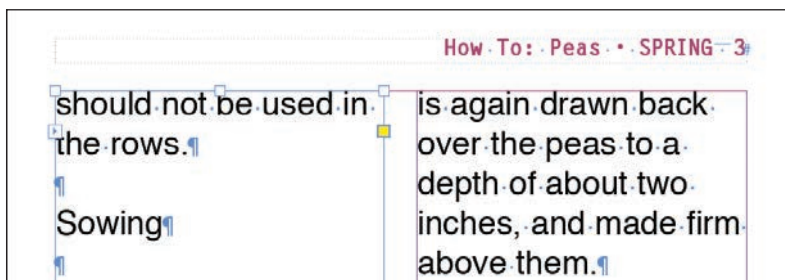 How To: Peas • SPRING 3
should not be used in
the rows.
Sowing
is again drawn back
over the peas to a
depth of about two
inches, and made firm
above them.